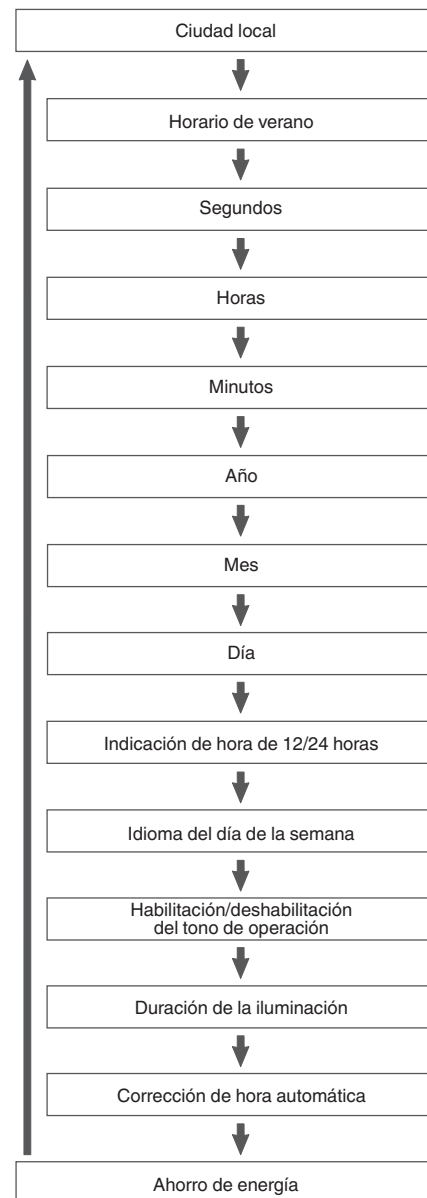 Ciudad local
Horario de verano
Segundos
Horas
Minutos
Año
Mes
Día
Indicación de hora de 12/24 horas
Idioma del día de la semana
Habilitación/deshabilitación
del tono de operación
Duración de la iluminación
Corrección de hora automática
Ahorro de energía